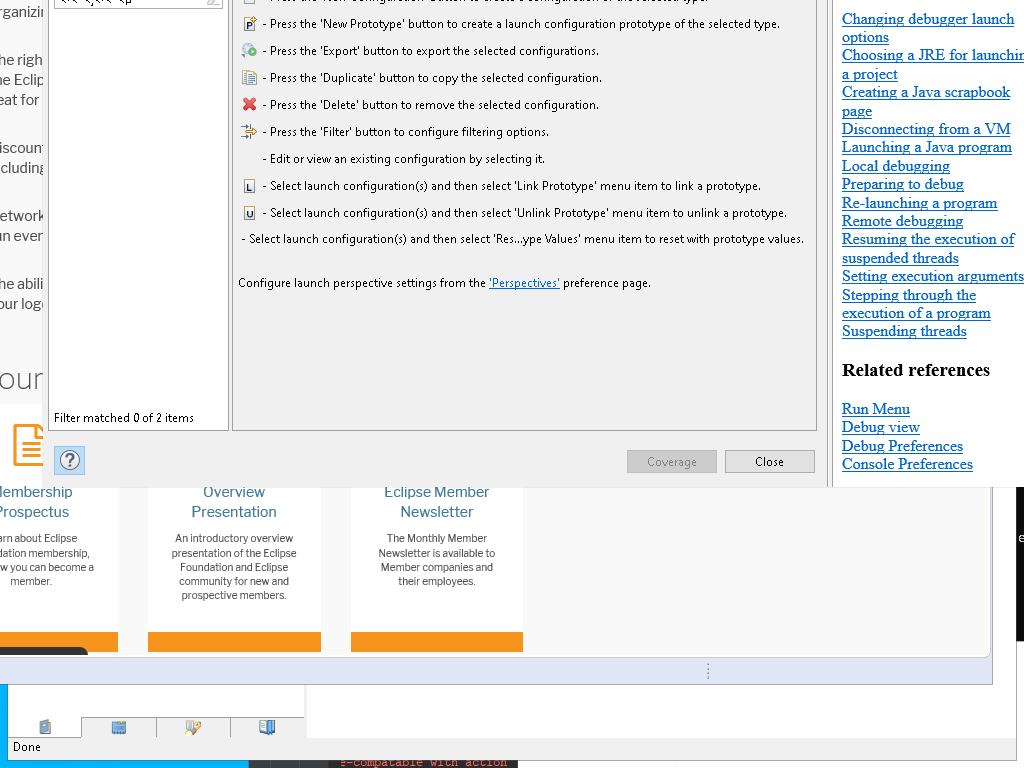 rganizin
he righ
he Eclip
eat for
iscount
cluding
etwork
un ever
he abili
our logo
our
- Press the 'New Prototype' button to create a launch configuration prototype of the selected type.
- Press the 'Export' button to export the selected configurations.
- Press the 'Duplicate' button to copy the selected configuration.
- Press the 'Delete' button to remove the selected configuration.
- Press the 'Filter' button to configure filtering options.
- Edit or view an existing configuration by selecting it.
- Select launch configuration(s) and then select 'Link Prototype' menu item to link a prototype.
- Select launch configuration(s) and then select 'Unlink Prototype' menu item to unlink a prototype.
- Select launch configuration(s) and then select 'Res...ype Values' menu item to reset with prototype values.
Configure launch perspective settings from the 'Perspectives' preference page.
Filter matched 0 of 2 items
Coverage
Close
Changing debugger launch
options
Choosing a JRE for launchin
a project
Creating a Java scrapbook
page
Disconnecting from a VM
Launching a Java program
Local debugging
Preparing to debug
Re-launching a program
Remote debugging
Resuming the execution of
suspended threads
Setting execution arguments
Stepping through the
execution of a program
Suspending threads
Related references
Run Menu
Debug view
Debug Preferences
Console Preferences
Membership
Prospectus
arn about Eclipse
dation membership,
w you can become a
member.
Overview
Presentation
An introductory overview
presentation of the Eclipse
Foundation and Eclipse
community for new and
prospective members.
Eclipse Member
Newsletter
The Monthly Member
Newsletter is available to
Member companies and
their employees.
Done
e-compatable with action